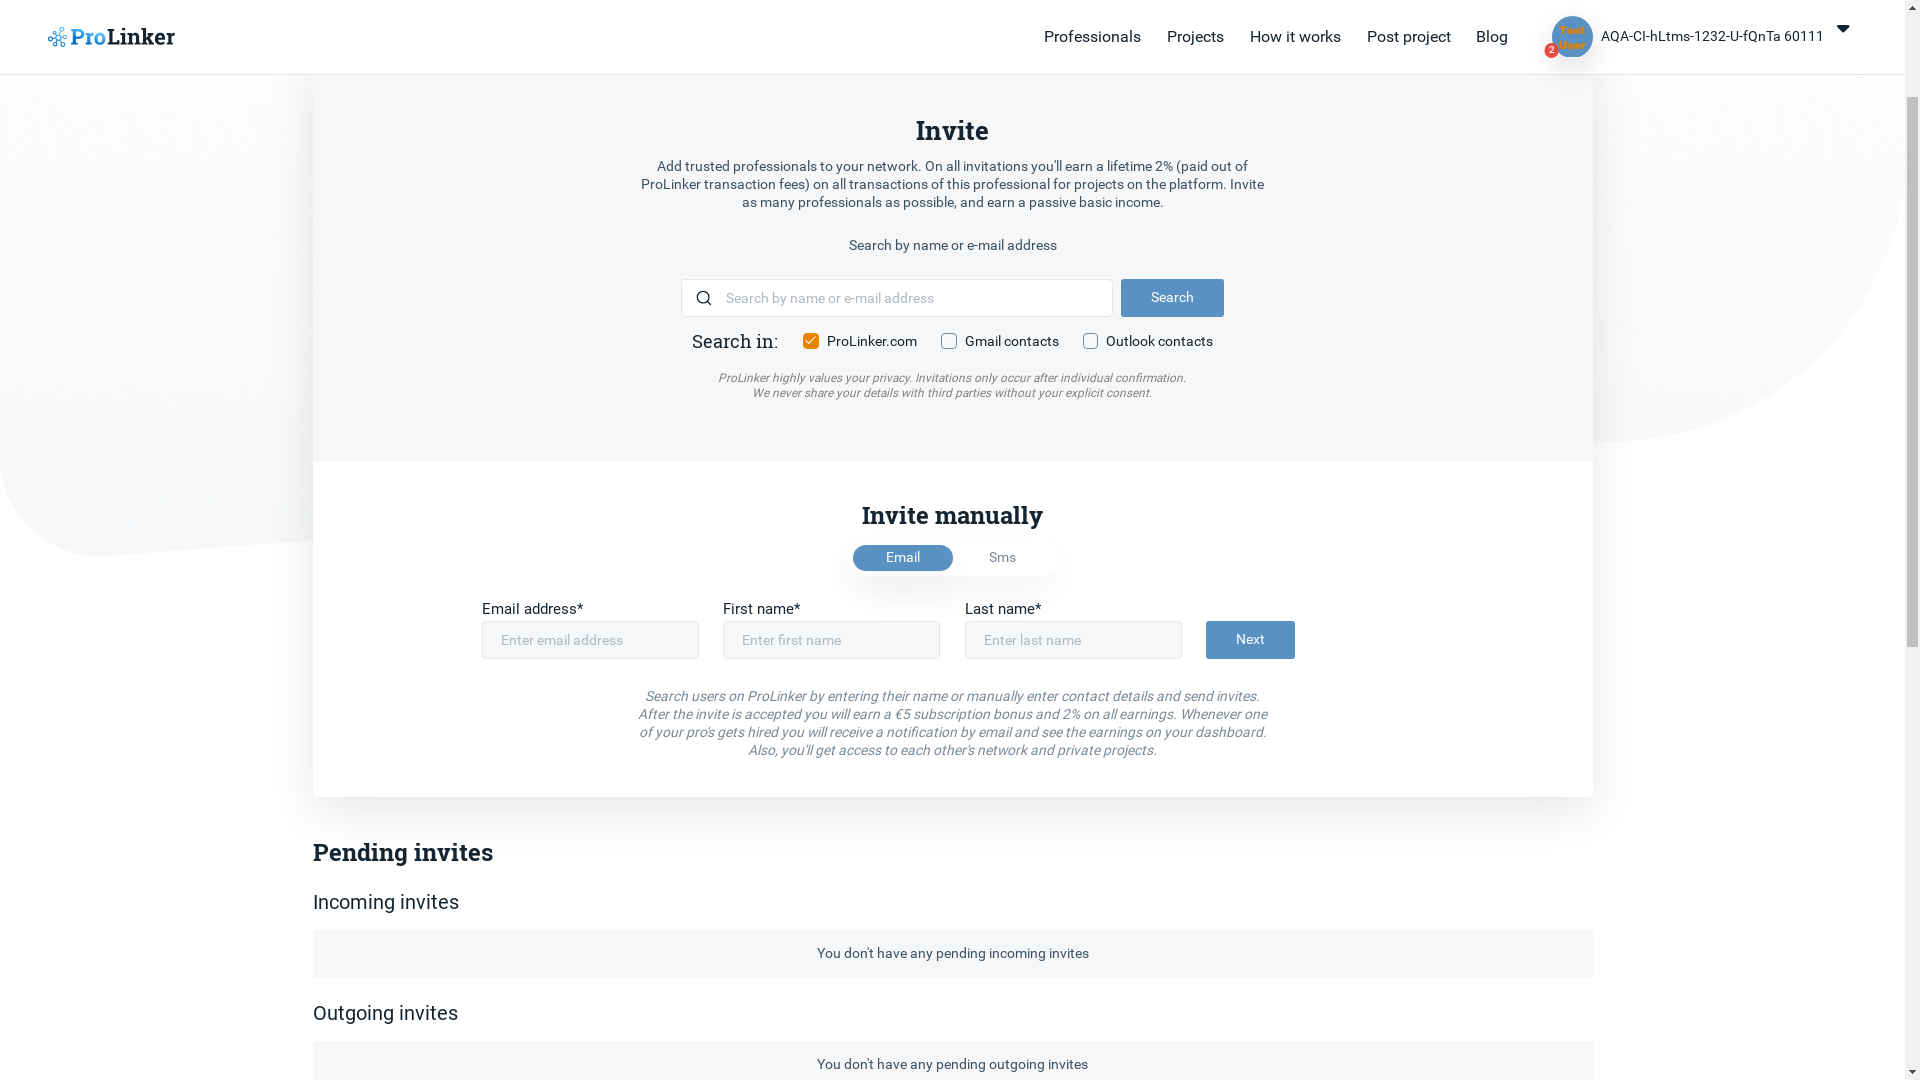 ProLinker
Professionals
Projects
How it works
Post project
Blog
Test User
2
AQA-CI-hLtms-1232-U-fQnTa 60111
Invite
Add trusted professionals to your network. On all invitations you'll earn a lifetime 2% (paid out of
ProLinker transaction fees) on all transactions of this professional for projects on the platform. Invite
as many professionals as possible, and earn a passive basic income.
Search by name or e-mail address
Search by name or e-mail address
Search
Search in:
ProLinker.com
Gmail contacts
Outlook contacts
ProLinker highly values your privacy. Invitations only occur after individual confirmation.
We never share your details with third parties without your explicit consent.
Invite manually
Email
Sms
Email address*
First name*
Last name*
Enter email address
Enter first name
Enter last name
Next
Search users on ProLinker by entering their name or manually enter contact details and send invites.
After the invite is accepted you will earn a €5 subscription bonus and 2% on all earnings. Whenever one
of your pro's gets hired you will receive a notification by email and see the earnings on your dashboard.
Also, you'll get access to each other's network and private projects.
Pending invites
Incoming invites
You don't have any pending incoming invites
Outgoing invites
You don't have any pending outgoing invites